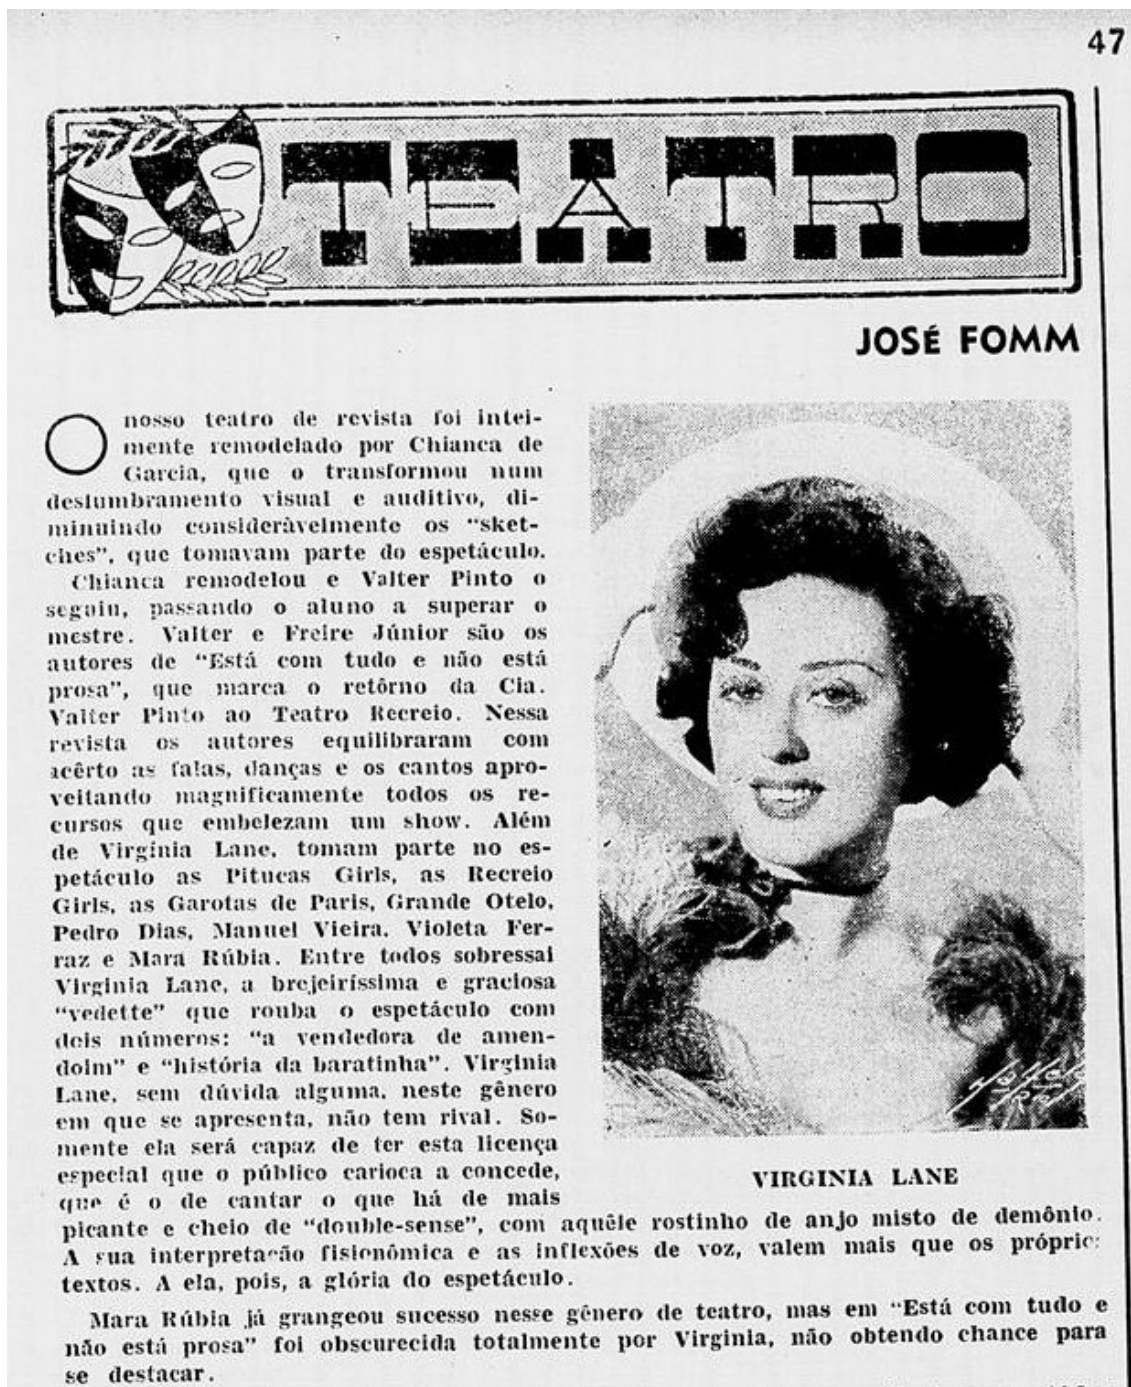 47
TEATRO
JOSÉ FOMM
O nosso teatro de revista foi intei-
mente remodelado por Chianca de
Garcia, que o transformou num
deslumbramento visual e auditivo, di-
minuindo consideràvelmente os “sket-
ches”, que tomavam parte do espetáculo.
Chianca remodelou e Valter Pinto o
seguiu, passando o aluno a superar o
mestre. Valter e Freire Júnior são os
autores de “Está com tudo e não está
prosa”, que marca o retôrno da Cia.
Valter Pinto ao Teatro Recreio. Nessa
revista os autores equilibraram com
acêrto as falas, danças e os cantos apro-
veitando magnificamente todos os re-
cursos que embelezam um show. Além
de Virgínia Lane, tomam parte no es-
petáculo as Pitucas Girls, as Recreio
Girls, as Garotas de Paris, Grande Otelo,
Pedro Dias, Manuel Vieira, Violeta Fer-
raz e Mara Rúbia. Entre todos sobressai
Virginia Lane, a brejeiríssima e graciosa
“vedette” que rouba o espetáculo com
dois números: “a vendedora de amen-
doim” e “história da baratinha”. Virginia
Lane, sem dúvida alguma, neste gênero
em que se apresenta, não tem rival. So-
mente ela será capaz de ter esta licença
especial que o público carioca a concede,
que é o de cantar o que há de mais
VIRGINIA LANE
picante e cheio de “double-sense”, com aquêle rostinho de anjo misto de demônio.
A sua interpretação fisionômica e as inflexões de voz, valem mais que os próprios
textos. A ela, pois, a glória do espetáculo.
Mara Rúbia já grangeou sucesso nesse gênero de teatro, mas em “Está com tudo e
não está prosa” foi obscurecida totalmente por Virginia, não obtendo chance para
se destacar.